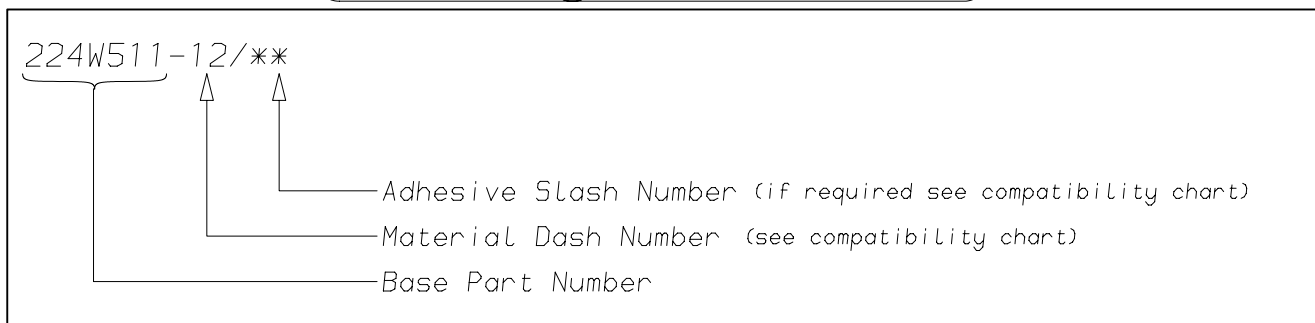 224W511-12/**
Adhesive Slash Number (if required see compatibility chart)
Material Dash Number (see compatibility chart)
Base Part Number